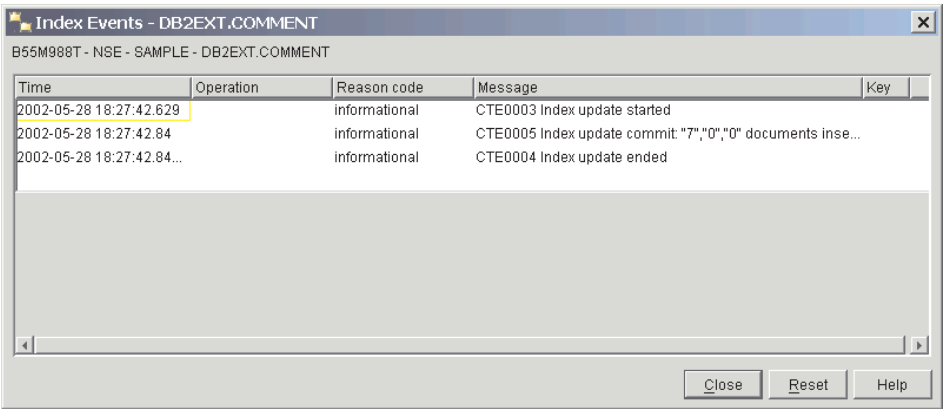 Index Events - DB2EXT.COMMENT
B55M988T - NSE - SAMPLE - DB2EXT.COMMENT
Time Operation Reason code Message Key
2002-05-28 18:27:42.629 informational CTE0003 Index update started
2002-05-28 18:27:42.84 informational CTE0005 Index update commit: "7","0","0" documents inse...
2002-05-28 18:27:42.84... informational CTE0004 Index update ended
Close Reset Help